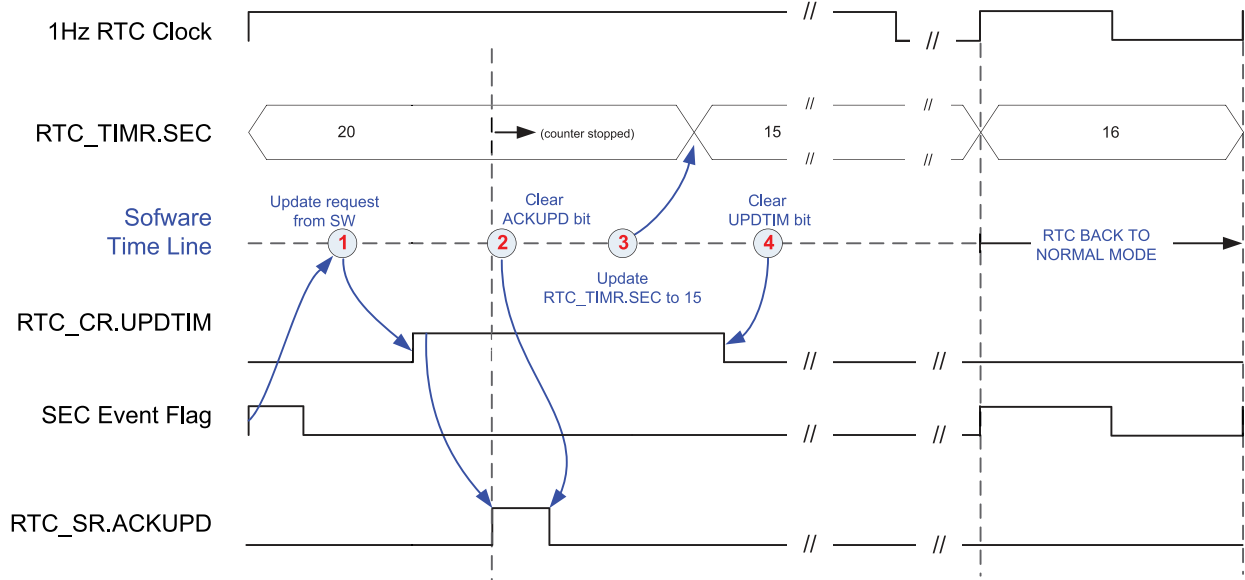 1Hz RTC Clock
//
//
RTC_TIMR.SEC
20
(counter stopped)
//
15
//
//
//
16
Sofware
Time Line
Update request
from SW
1
Clear
ACKUPD bit
2
3
Update
RTC_TIMR.SEC to 15
Clear
UPDTIM bit
4
RTC BACK TO
NORMAL MODE
RTC_CR.UPDTIM
//
//
SEC Event Flag
//
//
RTC_SR.ACKUPD
//
//